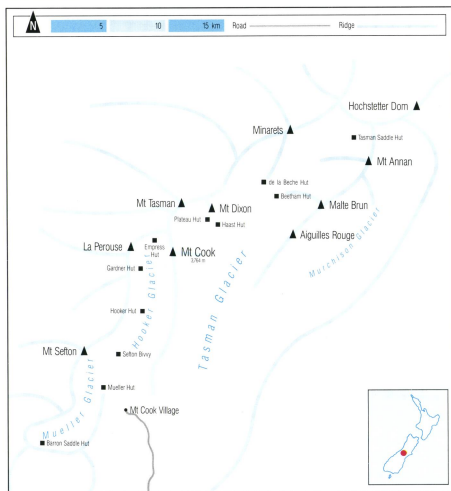 N
5
10
15 km
Road
Ridge
Hochstetter Dom
Minarets
Tasman Saddle Hut
Mt Annan
de la Beche Hut
Beetham Hut
Mt Tasman
Mt Dixon
Malte Brun
Plateau Hut
Haast Hut
Aiguilles Rouge
Murchison Glacier
La Perouse
Empress
Hut
Mt Cook
3,764 m
Gardner Hut
Hooker Glacier
Tasman Glacier
Hooker Hut
Mt Sefton
Sefton Bivvy
Mueller Glacier
Mueller Hut
Mt Cook Village
Barron Saddle Hut